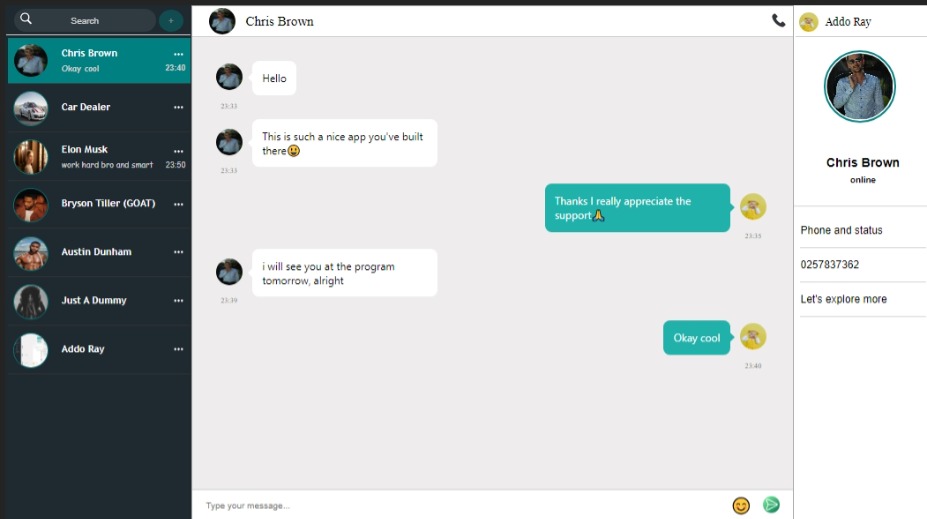 Search
+
Chris Brown
Okay cool
23:40
Car Dealer
Elon Musk
work hard bro and smart
23:50
Bryson Tiller (GOAT)
Austin Dunham
Just A Dummy
Addo Ray
Chris Brown
Hello
23:33
This is such a nice app you've built
there😃
23:33
Thanks I really appreciate the
support🙏
23:35
i will see you at the program
tomorrow, alright
23:39
Okay cool
23:40
Type your message...
Addo Ray
Chris Brown
online
Phone and status
0257837362
Let's explore more